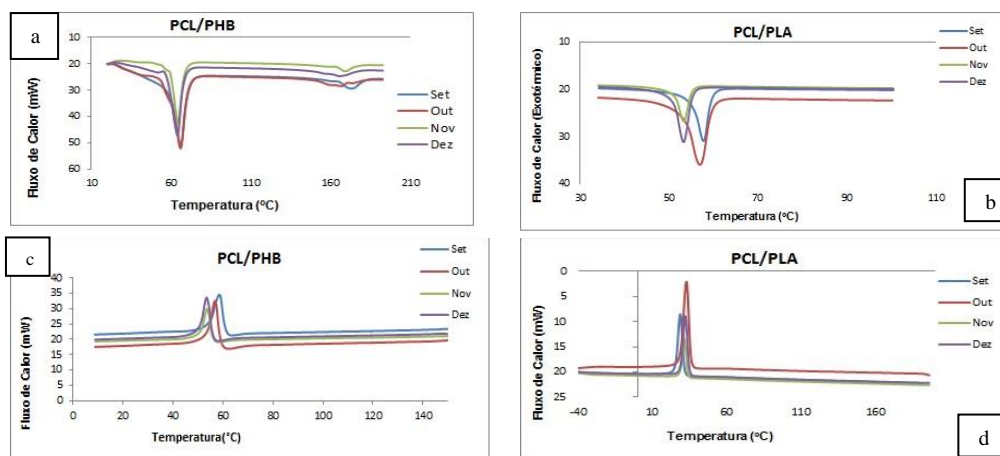 a
PCL/PHB
Fluxo de Calor (mW)
10
20
30
40
50
60
10
60
110
160
210
Temperatura (°C)
Set
Out
Nov
Dez
PCL/PLA
Fluxo de Calor (Exotérmico)
10
20
30
40
30
50
70
90
110
Temperatura (°C)
Set
Out
Nov
Dez
b
c
PCL/PHB
Fluxo de Calor (mW)
40
35
30
25
20
15
10
5
0
0
20
40
60
80
100
120
140
Temperatura(°C)
Set
Out
Nov
Dez
PCL/PLA
Fluxo de Calor (mW)
0
5
10
15
20
25
-40
10
60
110
160
Temperatura (°C)
Set
Out
Nov
Dez
d